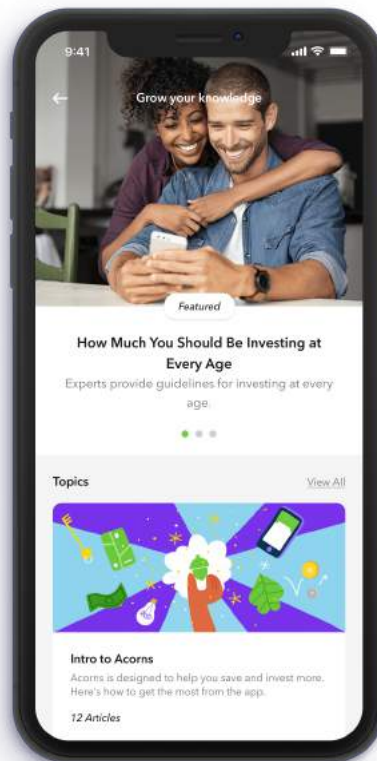 9:41
Grow your knowledge
Featured
How Much You Should Be Investing at
Every Age
Experts provide guidelines for investing at every
age.
Topics
View All
Intro to Acorns
Acorns is designed to help you save and invest more.
Here's how to get the most from the app.
12 Articles